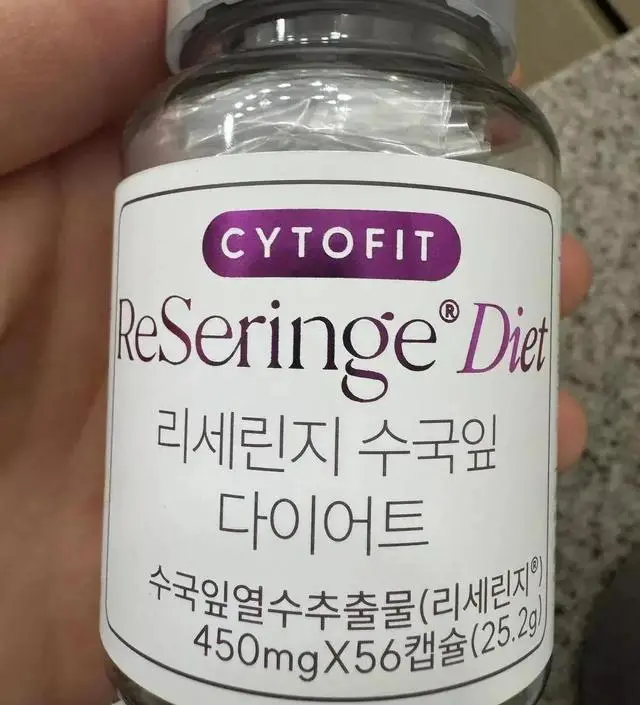 CYTOFIT
ReSeringe® Diet
리세린지 수국잎
다이어트
수국잎열수추출물(리세린지®)
450mgX56캡슐(25.2g)